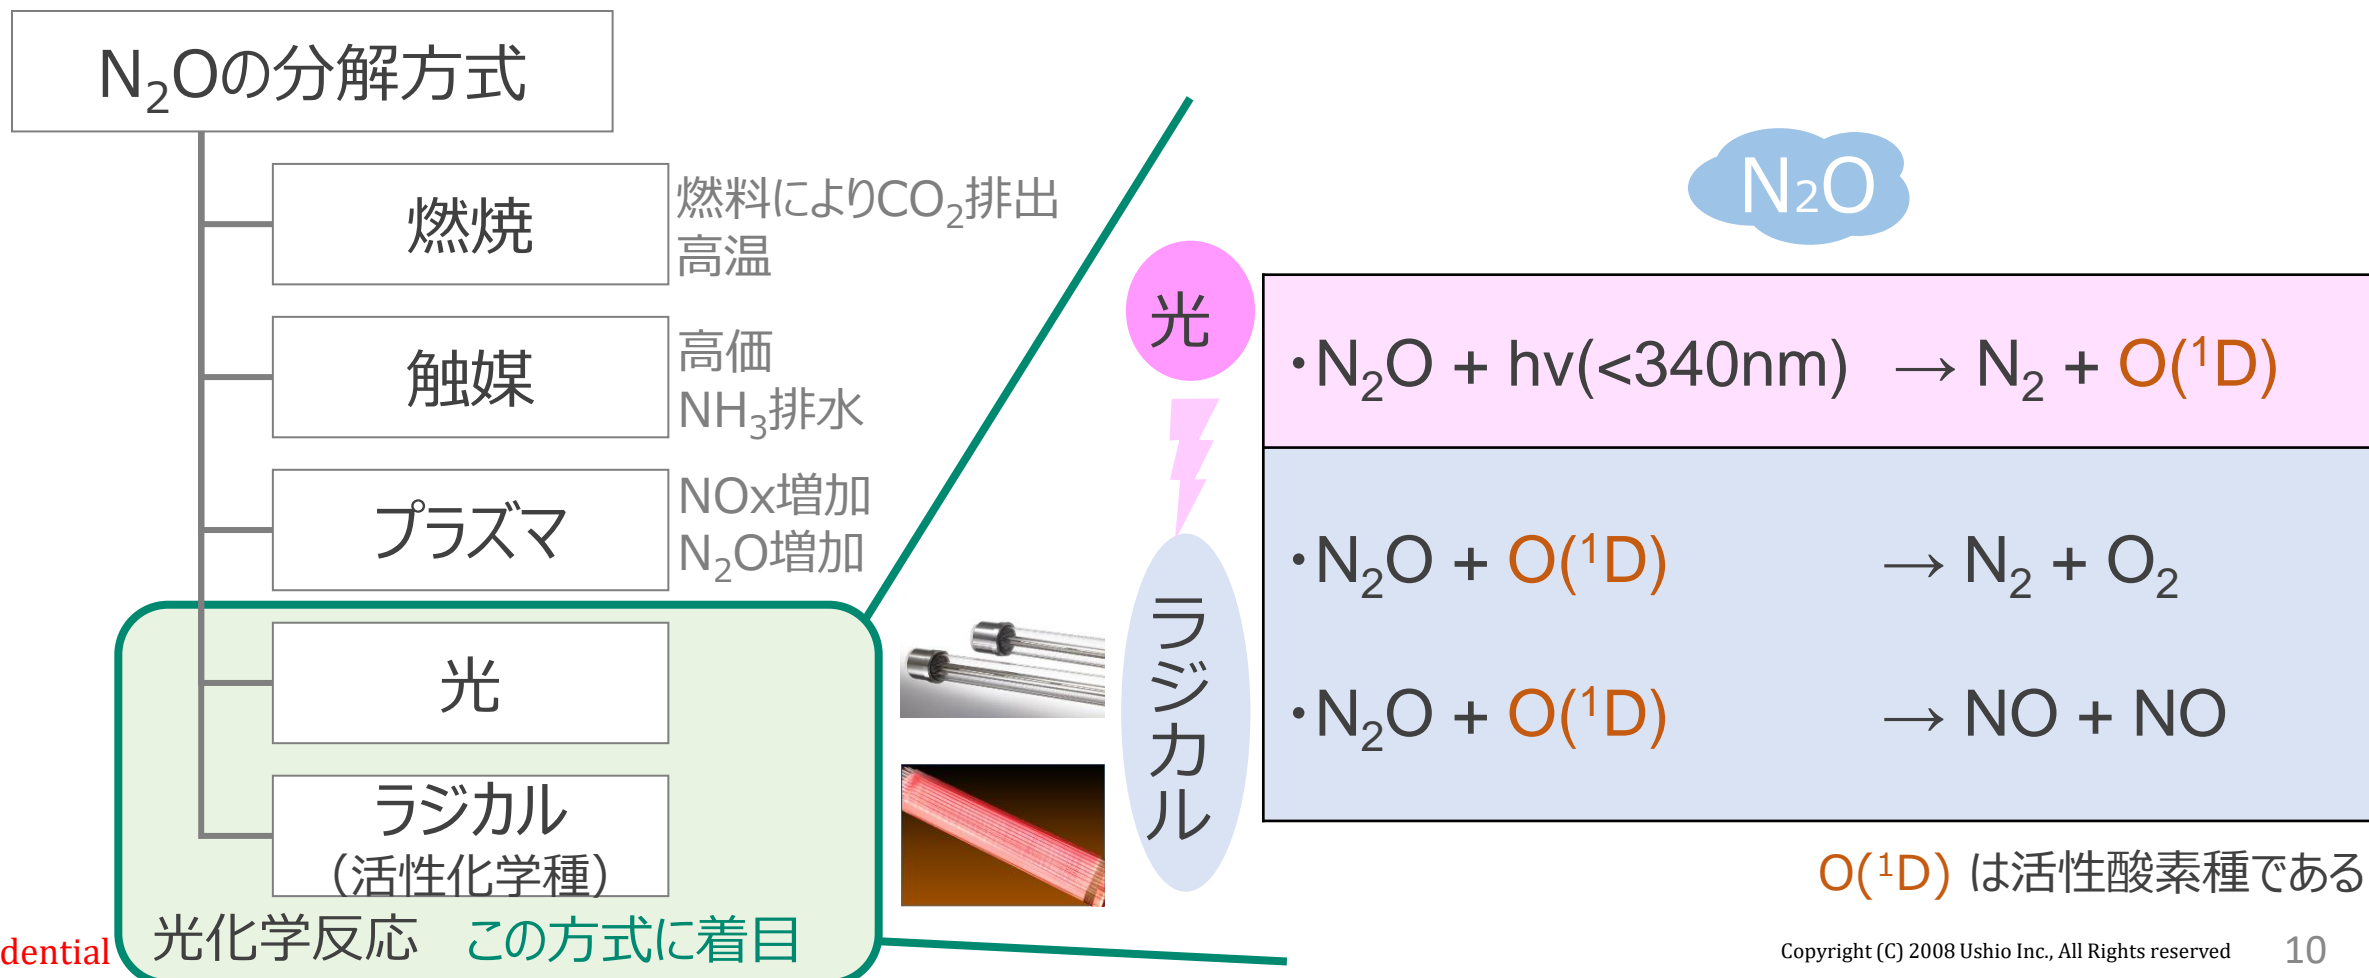 N₂Oの分解方式
燃焼
燃料によりCO₂排出
高温
触媒
高価
NH₃排水
プラズマ
NOx増加
N₂O増加
光
ラジカル
（活性化学種）
光化学反応 この方式に着目
N₂O
光
・N₂O + hv(<340nm) → N₂ + O(¹D)
ラジカル
・N₂O + O(¹D) → N₂ + O₂
・N₂O + O(¹D) → NO + NO
O(¹D) は活性酸素種である
dential
Copyright (C) 2008 Ushio Inc., All Rights reserved 10